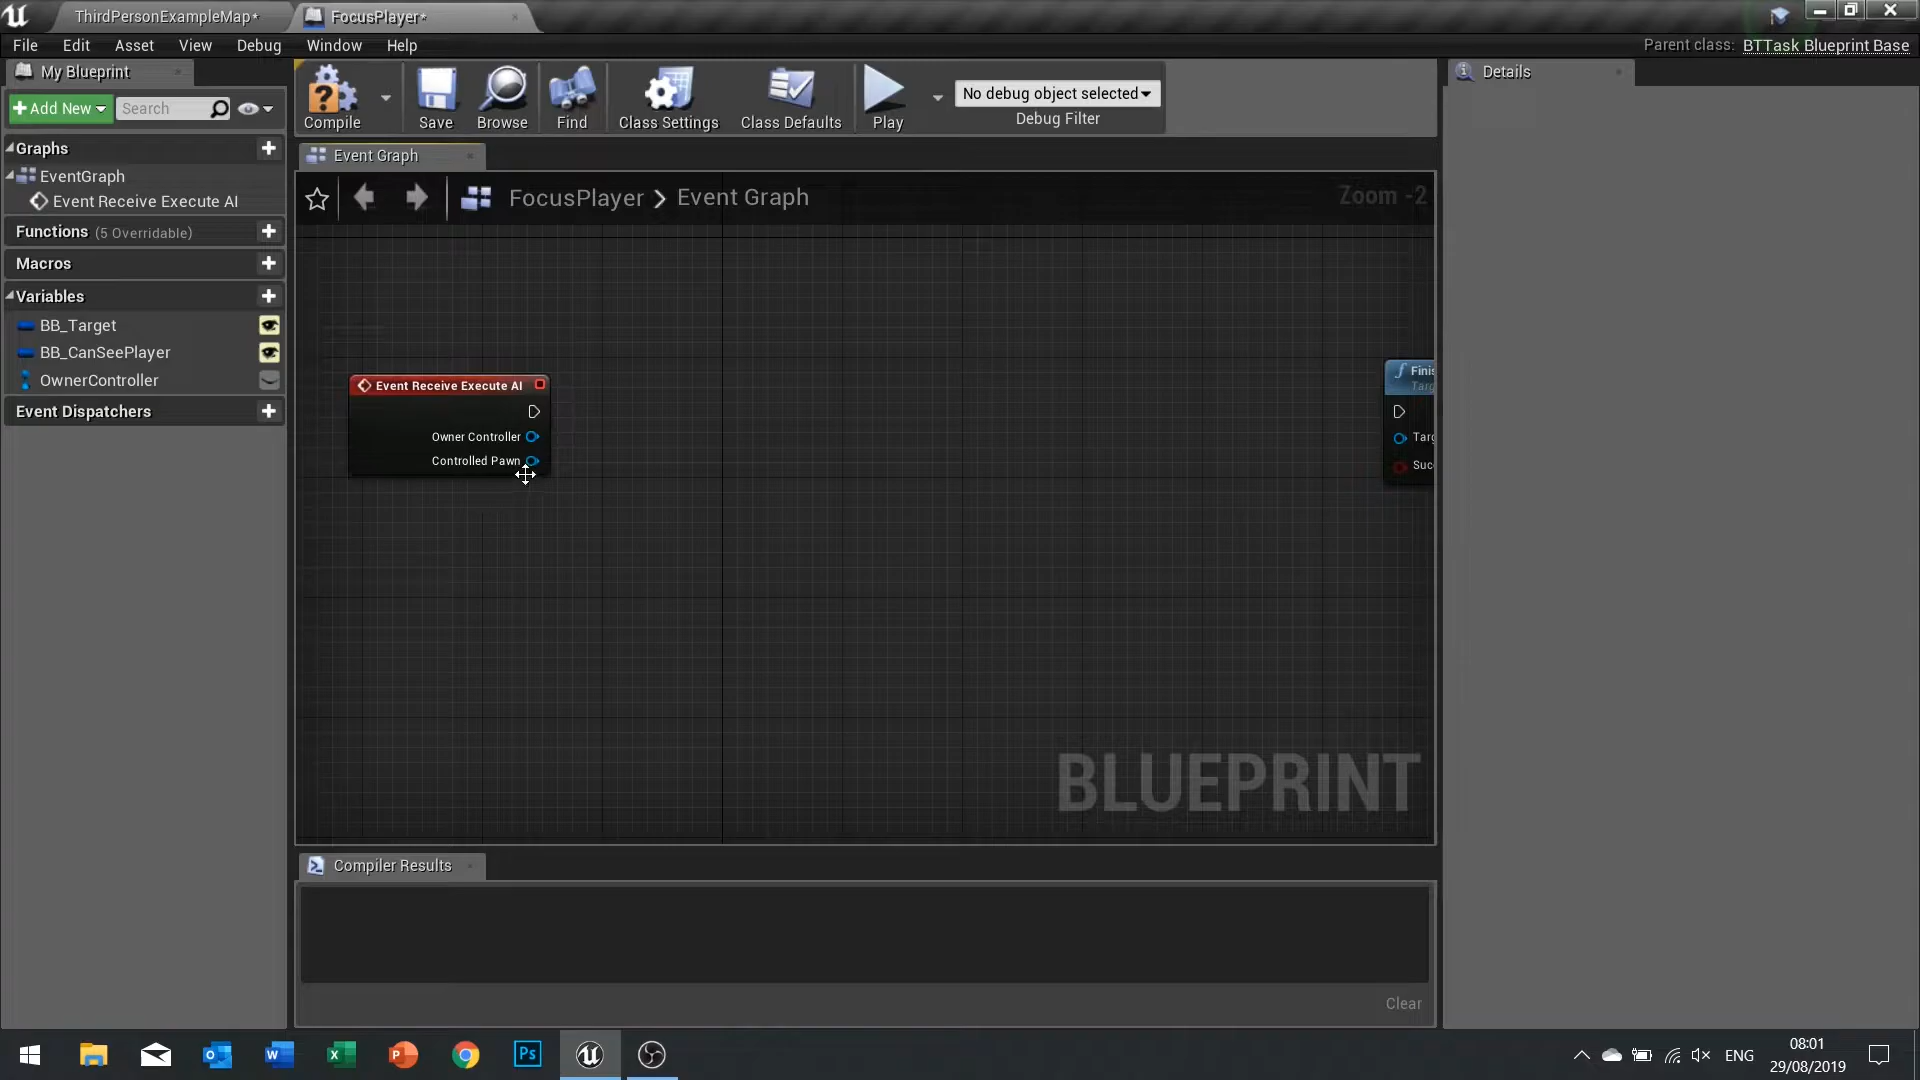 ThirdPersonExampleMap*
FocusPlayer*
File Edit Asset View Debug Window Help
Parent class: BTTask Blueprint Base
My Blueprint
Add New
Search
Graphs
EventGraph
Event Receive Execute AI
Functions (5 Overridable)
Macros
Variables
BB_Target
BB_CanSeePlayer
OwnerController
Event Dispatchers
Compile
Save
Browse
Find
Class Settings
Class Defaults
Play
No debug object selected
Debug Filter
Event Graph
FocusPlayer > Event Graph
Zoom -2
Event Receive Execute AI
Owner Controller
Controlled Pawn
f Finis
Targ
Targ
Suc
BLUEPRINT
Compiler Results
Clear
Details
ENG
08:01
29/08/2019